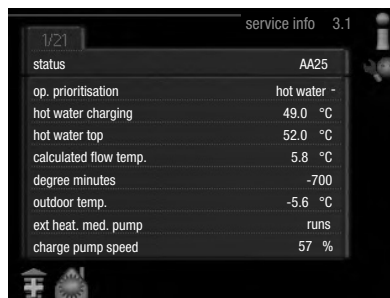 service info 3.1
1/21
status AA25
op. prioritisation hot water -
hot water charging 49.0 °C
hot water top 52.0 °C
calculated flow temp. 5.8 °C
degree minutes -700
outdoor temp. -5.6 °C
ext heat. med. pump runs
charge pump speed 57 %